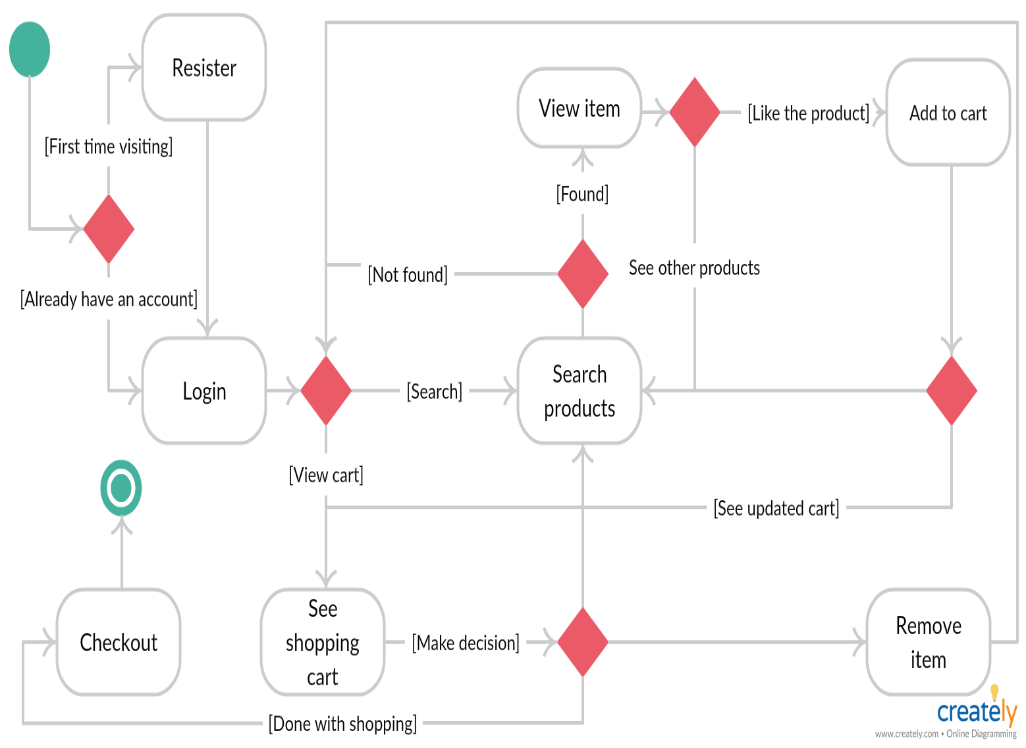 Resister
[First time visiting]
[Already have an account]
Login
View item
[Like the product]
Add to cart
[Found]
[Not found]
See other products
[Search]
Search
products
[View cart]
[See updated cart]
Checkout
See
shopping
cart
[Make decision]
Remove
item
[Done with shopping]
creately
www.creately.com • Online Diagramming